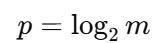 p = log₂ m